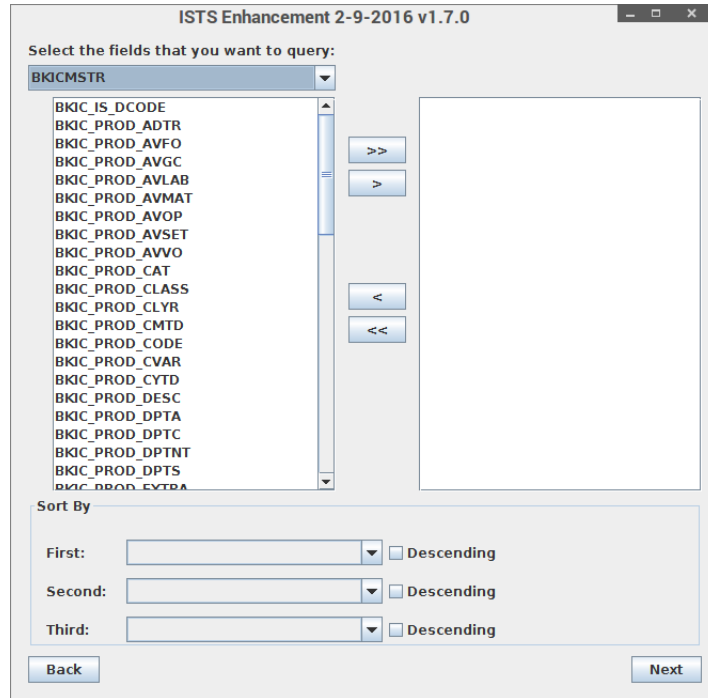 ISTS Enhancement 2-9-2016 v1.7.0
Select the fields that you want to query:
BKICMSTR
BKIC_IS_DCODE
BKIC_PROD_ADTR
BKIC_PROD_AVFO
BKIC_PROD_AVGC
BKIC_PROD_AVLAB
BKIC_PROD_AVMAT
BKIC_PROD_AVOP
BKIC_PROD_AVSET
BKIC_PROD_AVVO
BKIC_PROD_CAT
BKIC_PROD_CLASS
BKIC_PROD_CLYR
BKIC_PROD_CMTD
BKIC_PROD_CODE
BKIC_PROD_CVAR
BKIC_PROD_CYTD
BKIC_PROD_DESC
BKIC_PROD_DPTA
BKIC_PROD_DPTC
BKIC_PROD_DPTNT
BKIC_PROD_DPTS
BKIC_PROD_EXTRA
>>
>
<
<<
Sort By
First:
Descending
Second:
Descending
Third:
Descending
Back
Next